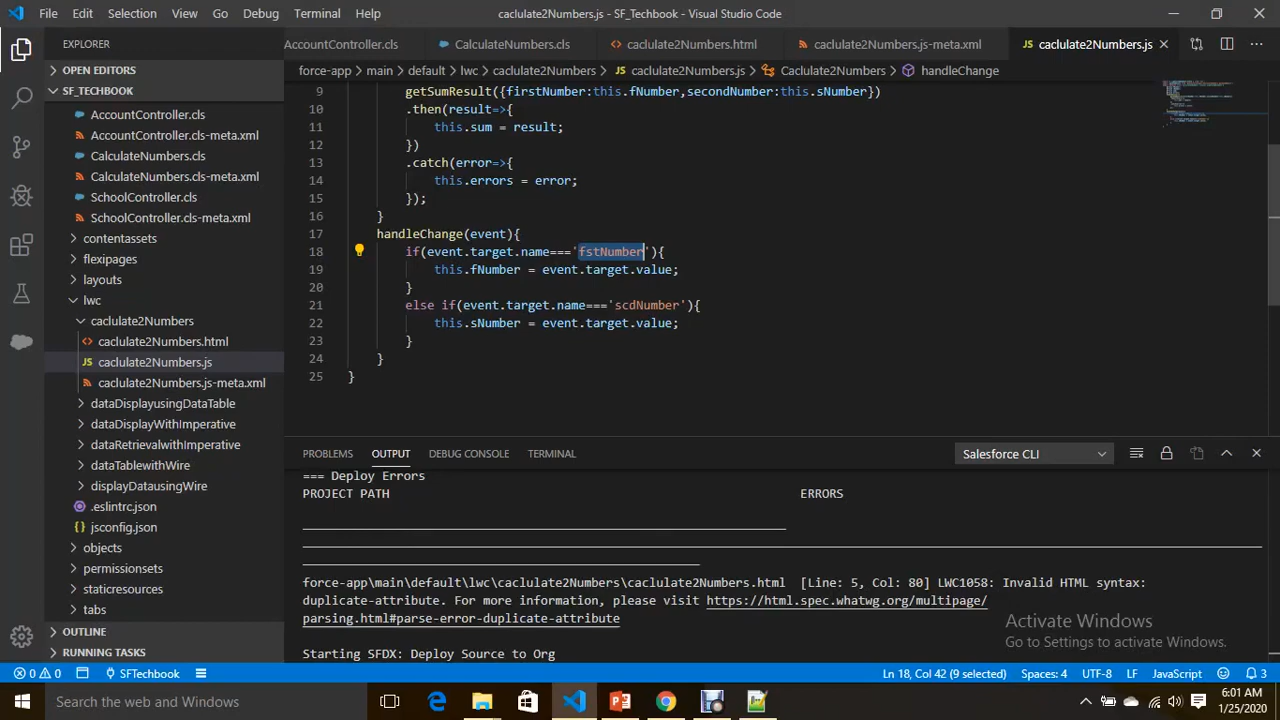 File Edit Selection View Go Debug Terminal Help caclulate2Numbers.js - SF_Techbook - Visual Studio Code
EXPLORER
AccountController.cls CalculateNumbers.cls caclulate2Numbers.html caclulate2Numbers.js-meta.xml caclulate2Numbers.js
OPEN EDITORS
force-app > main > default > lwc > caclulate2Numbers > caclulate2Numbers.js > Caclulate2Numbers > handleChange
SF_TECHBOOK
AccountController.cls
AccountController.cls-meta.xml
CalculateNumbers.cls
CalculateNumbers.cls-meta.xml
SchoolController.cls
SchoolController.cls-meta.xml
contentassets
flexipages
layouts
lwc
caclulate2Numbers
caclulate2Numbers.html
caclulate2Numbers.js
caclulate2Numbers.js-meta.xml
dataDisplayusingDataTable
dataDisplayWithImperative
dataRetrievalwithImperative
dataTablewithWire
displayDatausingWire
.eslintrc.json
jsconfig.json
objects
permissionsets
staticresources
tabs
OUTLINE
RUNNING TASKS
9 getSumResult({firstNumber:this.fNumber,secondNumber:this.sNumber})
10 .then(result=>{
11 this.sum = result;
12 })
13 .catch(error=>{
14 this.errors = error;
15 });
16 }
17 handleChange(event){
18 if(event.target.name==='fstNumber'){
19 this.fNumber = event.target.value;
20 }
21 else if(event.target.name==='scdNumber'){
22 this.sNumber = event.target.value;
23 }
24 }
25 }
PROBLEMS OUTPUT DEBUG CONSOLE TERMINAL Salesforce CLI
=== Deploy Errors
PROJECT PATH ERRORS
force-app\main\default\lwc\caclulate2Numbers\caclulate2Numbers.html [Line: 5, Col: 80] LWC1058: Invalid HTML syntax:
duplicate-attribute. For more information, please visit https://html.spec.whatwg.org/multipage/
parsing.html#parse-error-duplicate-attribute
Starting SFDX: Deploy Source to Org
Activate Windows
Go to Settings to activate Windows.
0 0 SFTechbook Ln 18, Col 42 (9 selected) Spaces: 4 UTF-8 LF JavaScript 3
Search the web and Windows
6:01 AM
1/25/2020